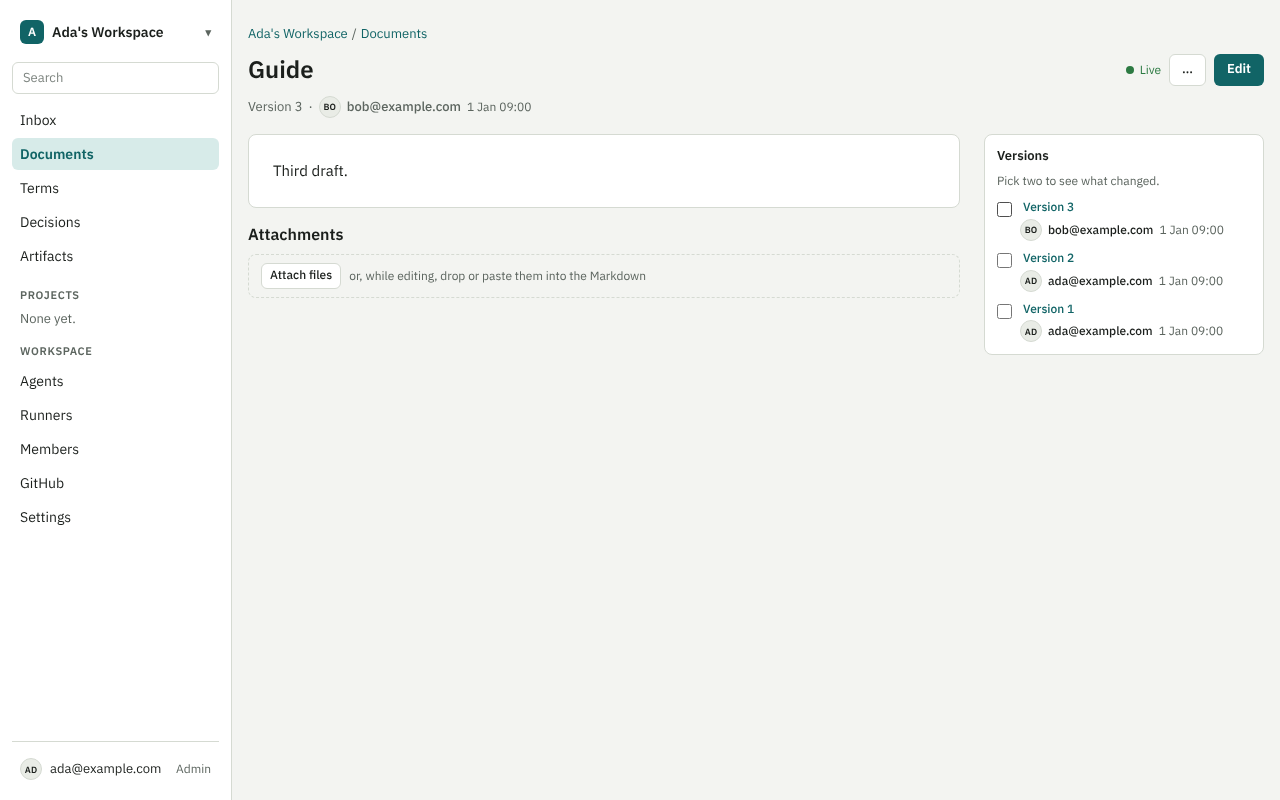 A Ada's Workspace ▾
Search
Inbox
Documents
Terms
Decisions
Artifacts
PROJECTS
None yet.
WORKSPACE
Agents
Runners
Members
GitHub
Settings
AD ada@example.com Admin
Ada's Workspace / Documents
Guide
Live ... Edit
Version 3 · BO bob@example.com 1 Jan 09:00
Third draft.
Attachments
Attach files or, while editing, drop or paste them into the Markdown
Versions
Pick two to see what changed.
Version 3
BO bob@example.com 1 Jan 09:00
Version 2
AD ada@example.com 1 Jan 09:00
Version 1
AD ada@example.com 1 Jan 09:00